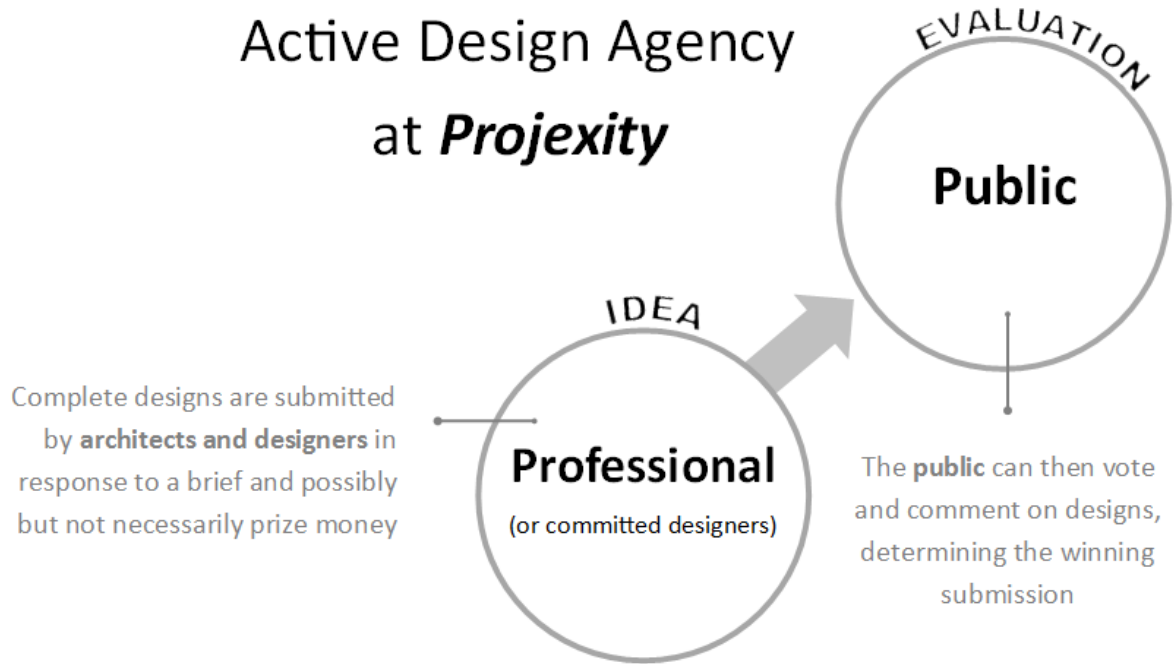 Active Design Agency
at Projexity
EVALUATION
Public
IDEA
Complete designs are submitted
by architects and designers in
response to a brief and possibly
but not necessarily prize money
Professional
(or committed designers)
The public can then vote
and comment on designs,
determining the winning
submission